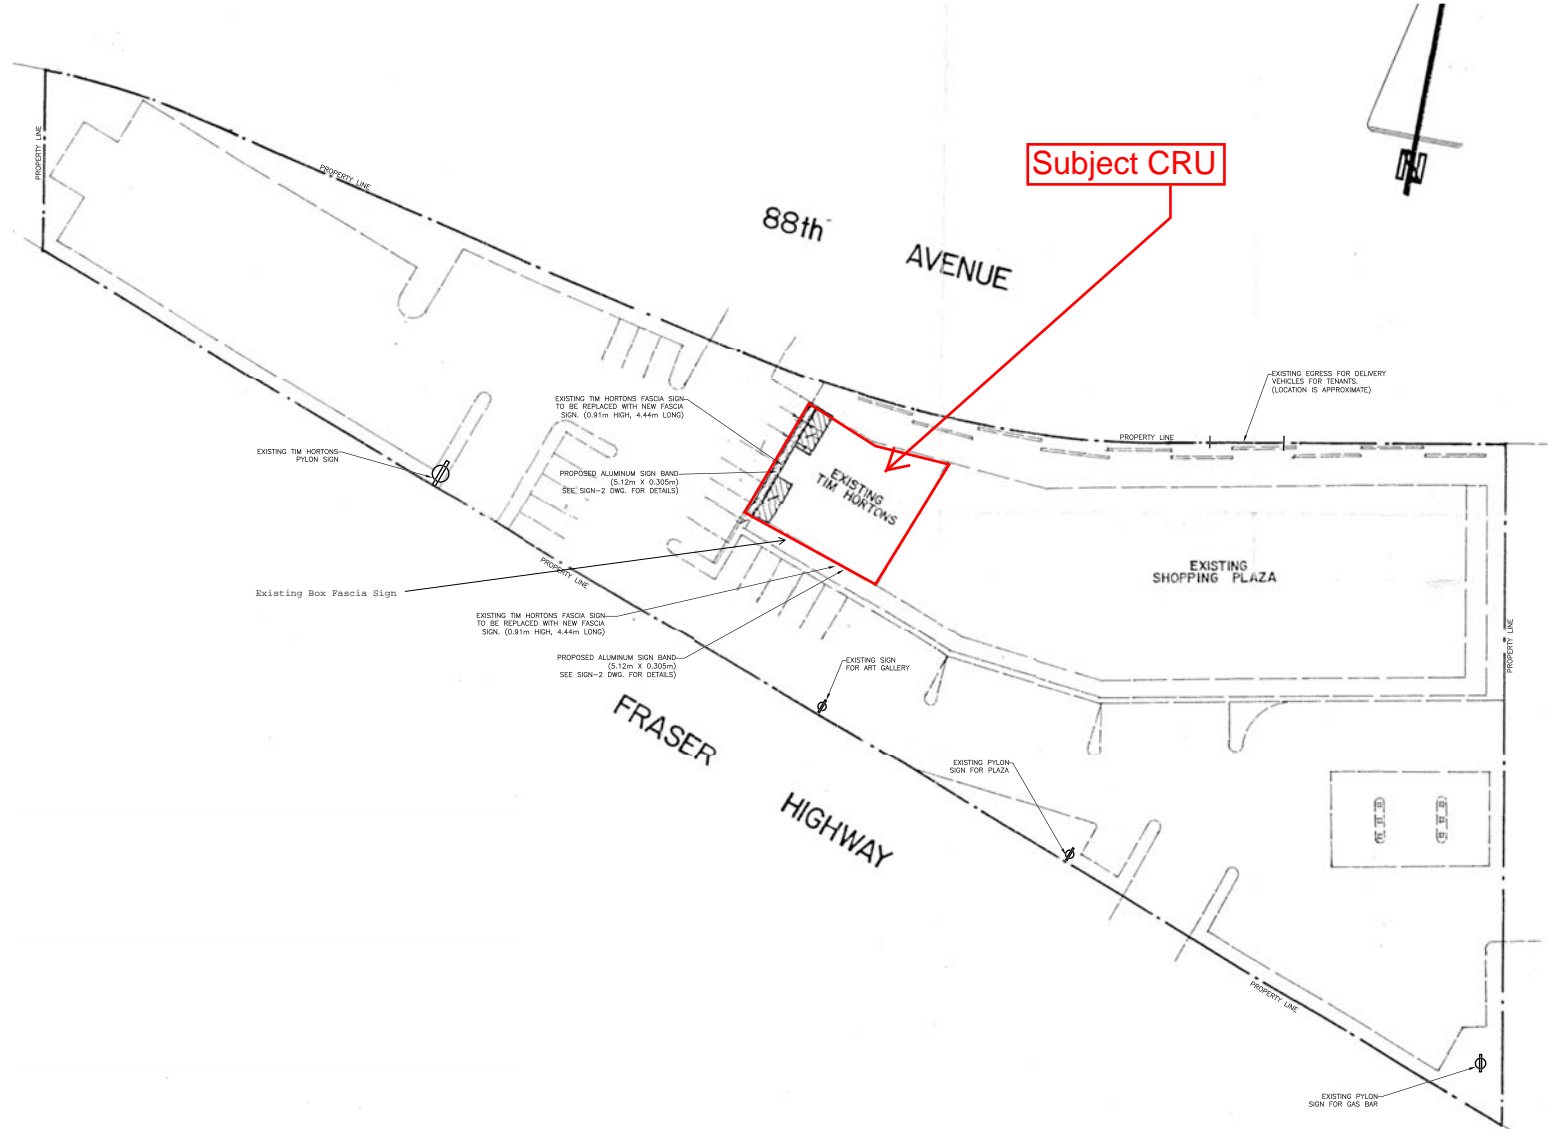 Subject CRU
N
88th AVENUE
PROPERTY LINE
PROPERTY LINE
EXISTING EGRESS FOR DELIVERY
VEHICLES FOR TENANTS.
(LOCATION IS APPROXIMATE)
EXISTING TIM HORTONS FASCIA SIGN
TO BE REPLACED WITH NEW FASCIA
SIGN. (0.91m HIGH, 4.44m LONG)
PROPERTY LINE
EXISTING TIM HORTONS
PYLON SIGN
PROPOSED ALUMINUM SIGN BAND
(5.12m X 0.305m)
SEE SIGN-2 DWG. FOR DETAILS)
EXISTING
TIM HORTONS
EXISTING
SHOPPING PLAZA
PROPERTY LINE
Existing Box Fascia Sign
EXISTING TIM HORTONS FASCIA SIGN
TO BE REPLACED WITH NEW FASCIA
SIGN. (0.91m HIGH, 4.44m LONG)
PROPERTY LINE
PROPOSED ALUMINUM SIGN BAND
(5.12m X 0.305m)
SEE SIGN-2 DWG. FOR DETAILS)
EXISTING SIGN
FOR ART GALLERY
FRASER
HIGHWAY
EXISTING PYLON
SIGN FOR PLAZA
PROPERTY LINE
EXISTING PYLON
SIGN FOR GAS BAR